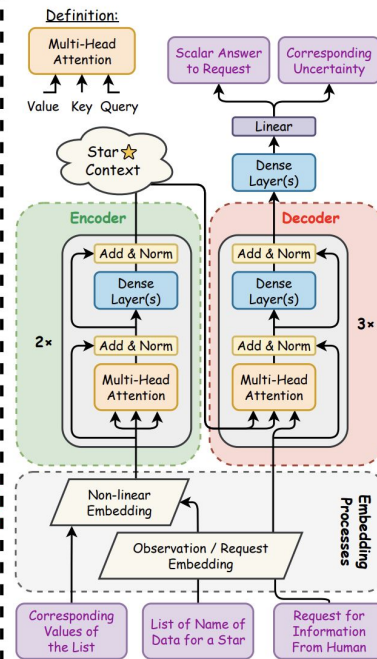 Definition:
Multi-Head
Attention
Value Key Query
Scalar Answer
to Request
Corresponding
Uncertainty
Linear
Dense
Layer(s)
Star
Context
Encoder
Add & Norm
Dense
Layer(s)
2×
Add & Norm
Multi-Head
Attention
Decoder
Add & Norm
Dense
Layer(s)
3×
Add & Norm
Multi-Head
Attention
Non-linear
Embedding
Observation / Request
Embedding
Embedding
Processes
Corresponding
Values of
the List
List of Name of
Data for a Star
Request for
Information
From Human